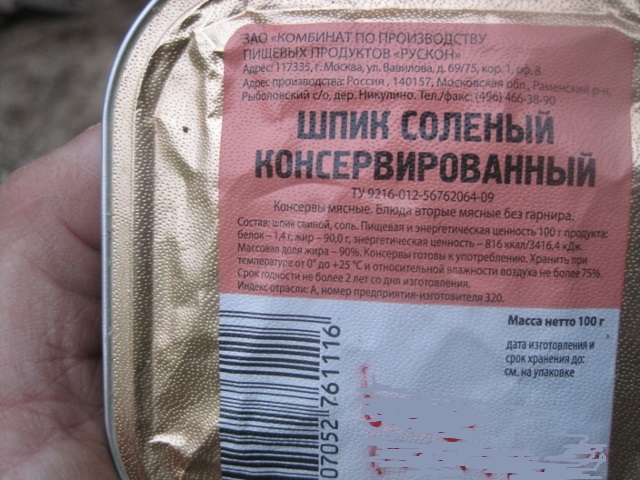 ЗАО «КОМБИНАТ ПО ПРОИЗВОДСТВУ
ПИЩЕВЫХ ПРОДУКТОВ «РУСКОН»
Адрес: 117335, г. Москва, ул. Вавилова, д. 69/75, кор. 1, рф. 8
Адрес производства: Россия , 140157, Московская обл., Раменский р-н,
Рыболовский с/о, дер. Никулино. Тел./факс: (496) 466-38-90
ШПИК СОЛЕНЫЙ
КОНСЕРВИРОВАННЫЙ
ТУ 9216-012-56762064-09
Консервы мясные. Блюда вторые мясные без гарнира.
Состав: шпик свиной, соль. Пищевая и энергетическая ценность 100 г продукта:
белок – 1,4 г, жир – 90,0 г, энергетическая ценность – 816 ккал/3416,4 кДж.
Массовая доля жира – 90%. Консервы готовы к употреблению. Хранить при
температуре от 0° до +25 °С и относительной влажности воздуха не более 75%.
Срок годности не более 2 лет со дня изготовления.
Индекс отрасли: А, номер предприятия-изготовителя 320.
Масса нетто 100 г
дата изготовления и
срок хранения до:
см. на упаковке
07052 761116